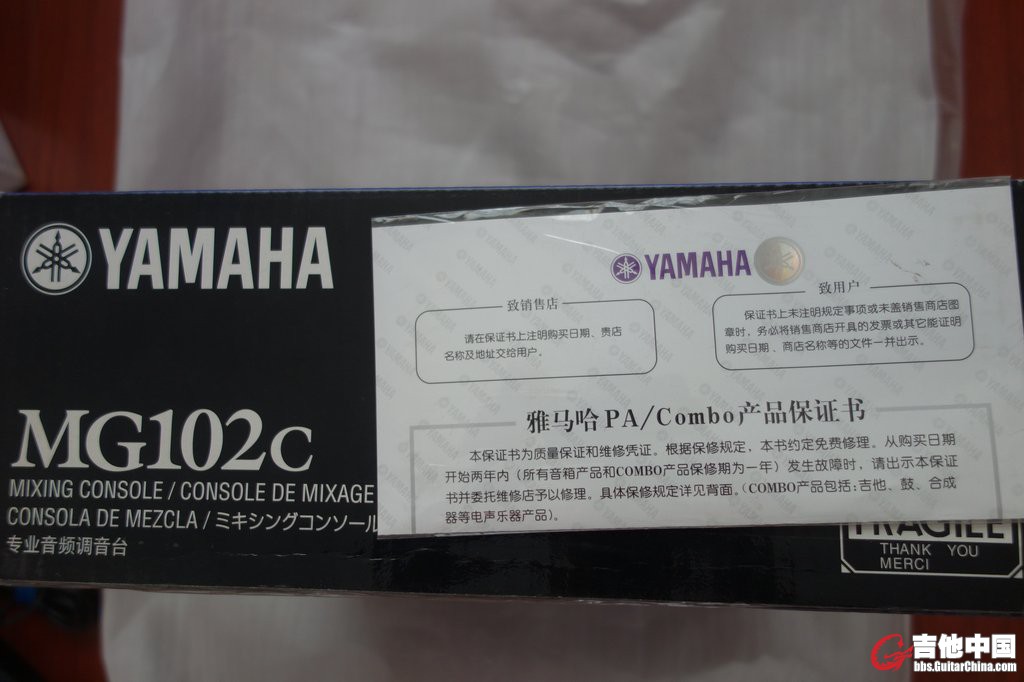 YAMAHA
MG102C
MIXING CONSOLE / CONSOLE DE MIXAGE
CONSOLA DE MEZCLA / ミキシングコンソール
专业音频调音台
YAMAHA
致销售店
请在保证书上注明购买日期、贵店
名称及地址交给用户。
致用户
保证书上未注明规定事项或未盖销售商店图
章时,务必将销售商店开具的发票或其它能证明
购买日期、商店名称等的文件一并出示。
雅马哈PA/Combo产品保证书
本保证书为质量保证和维修凭证。根据保修规定,本书约定免费修理。从购买日期
开始两年内(所有音箱产品和COMBO产品保修期为一年)发生故障时,请出示本保证
书并委托维修店予以修理。具体保修规定详见背面。(COMBO产品包括:吉他、鼓、合成
器等电声乐器产品)。
FRAGILE
THANK YOU
MERCI
吉他中国
bbs.GuitarChina.com